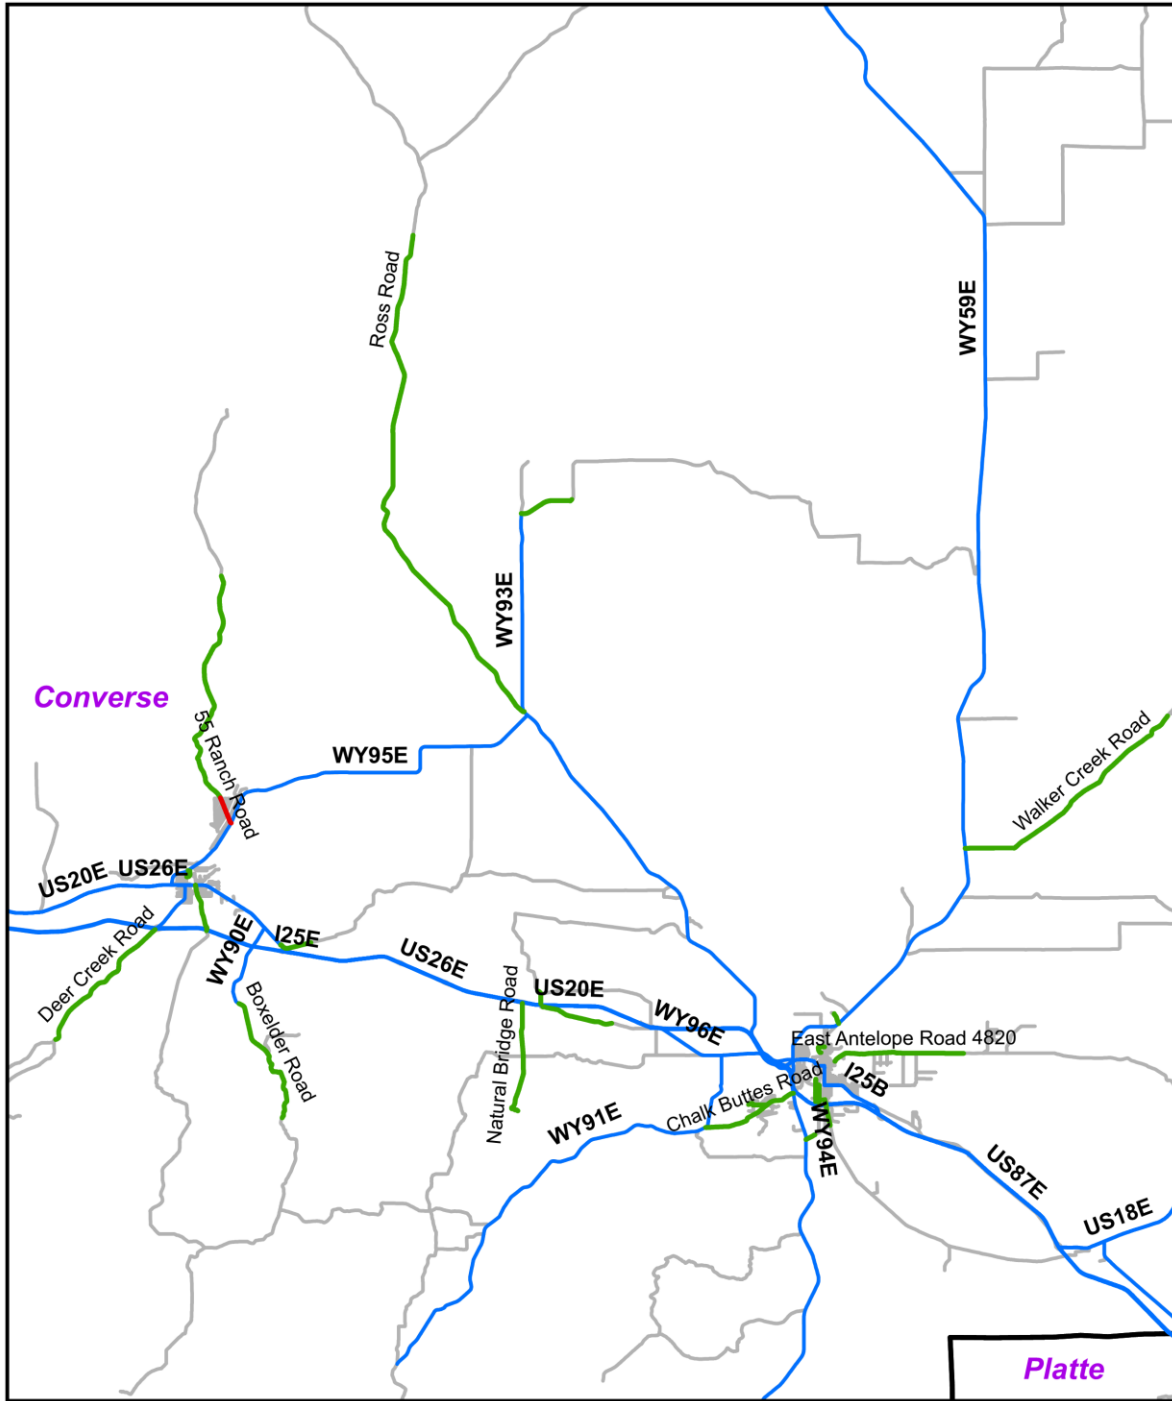 Ross Road
WY59E
WY93E
Converse
55 Ranch Road
WY95E
Walker Creek Road
US20E
US26E
Deer Creek Road
WY90E
I25E
US26E
Boxelder Road
Natural Bridge Road
US20E
WY96E
East Antelope Road 4820
I25B
Chalk Buttes Road
WY91E
WY94E
US87E
US18E
Platte